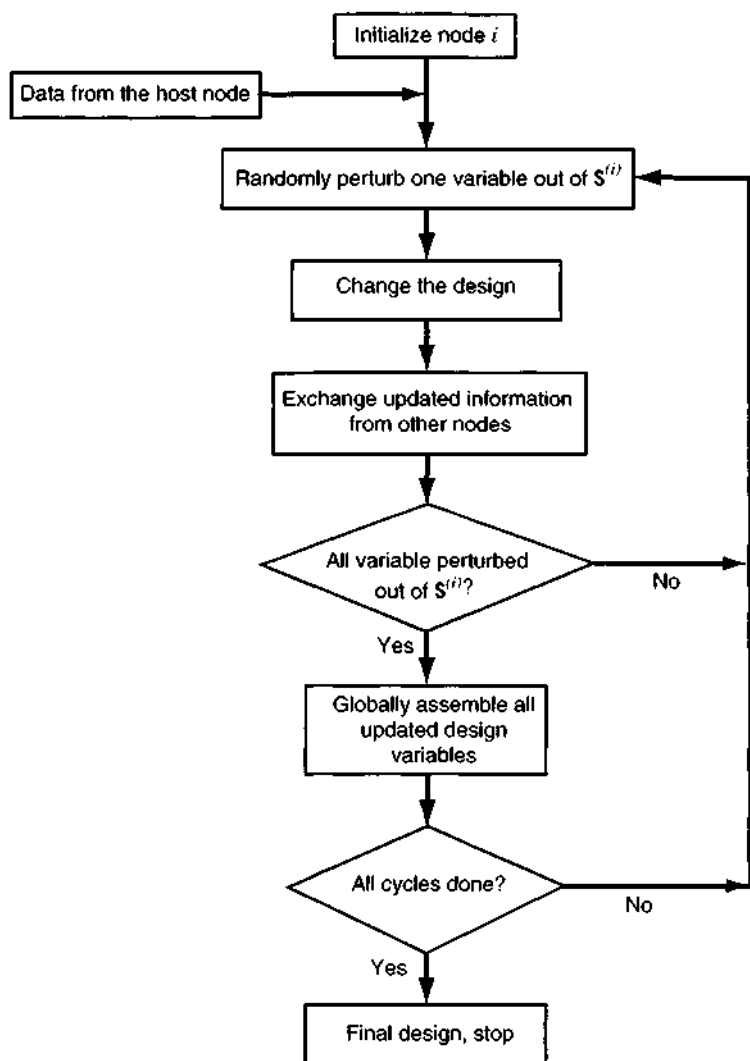 Initialize node i
Data from the host node
Randomly perturb one variable out of S^(i)
Change the design
Exchange updated information
from other nodes
All variable perturbed
out of S^(i)?
No
Yes
Globally assemble all
updated design
variables
All cycles done?
No
Yes
Final design, stop